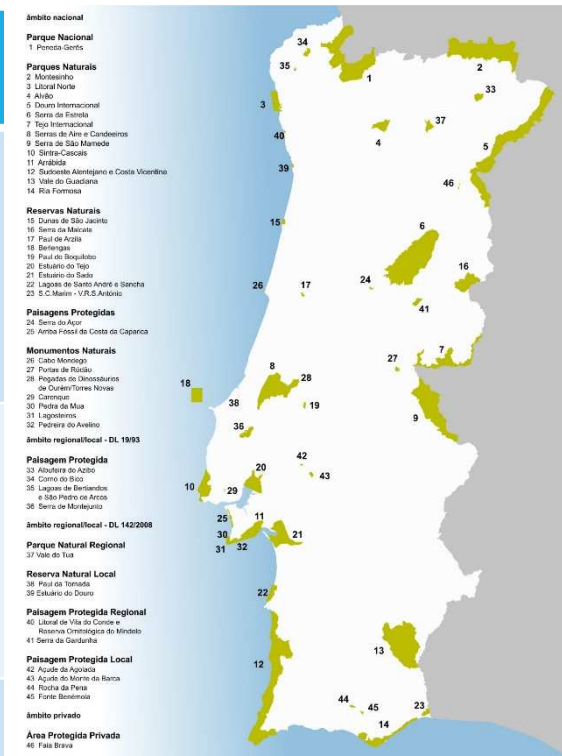 âmbito nacional
Parque Nacional
1 Peneda-Gerês
Parques Naturais
2 Montesinho
3 Litoral Norte
4 Alvão
5 Douro Internacional
6 Serra da Estrela
7 Tejo Internacional
8 Serras de Aire e Candeeiros
9 Serra de São Mamede
10 Sintra-Cascais
11 Arrábida
12 Sudoeste Alentejano e Costa Vicentina
13 Vale do Guadiana
14 Ria Formosa
Reservas Naturais
15 Dunas de São Jacinto
16 Serra da Malcata
17 Paul de Arzila
18 Berlengas
19 Paul do Boquilobo
20 Estuário do Tejo
21 Estuário do Sado
22 Lagoas de Santo André e Sancha
23 S.C.Marim - V.R.S.António
Paisagens Protegidas
24 Serra do Açor
25 Arriba Fóssil da Costa da Caparica
Monumentos Naturais
26 Cabo Mondego
27 Portas de Ródão
28 Pegadas de Dinossáurios
de Ourém/Torres Novas
29 Carenque
30 Pedra da Mua
31 Lagosteiros
32 Pedreira do Avelino
âmbito regional/local - DL 19/93
Paisagem Protegida
33 Albufeira do Azibo
34 Corno do Bico
35 Lagoas de Bertiandos
e São Pedro de Arcos
36 Serra de Montejunto
âmbito regional/local - DL 142/2008
Parque Natural Regional
37 Vale do Tua
Reserva Natural Local
38 Paul da Tornada
39 Estuário do Douro
Paisagem Protegida Regional
40 Litoral de Vila do Conde e
Reserva Ornitológica do Mindelo
41 Serra da Gardunha
Paisagem Protegida Local
42 Açude da Agolada
43 Açude do Monte da Barca
44 Rocha da Pena
45 Fonte Benémola
âmbito privado
Área Protegida Privada
46 Faia Brava
34
35
1
2
33
3
4
37
40
5
39
46
15
6
16
26
17
24
41
7
27
8
28
18
38
19
9
36
42
43
10
20
29
25
11
30
21
31
32
22
13
12
44
45
23
14